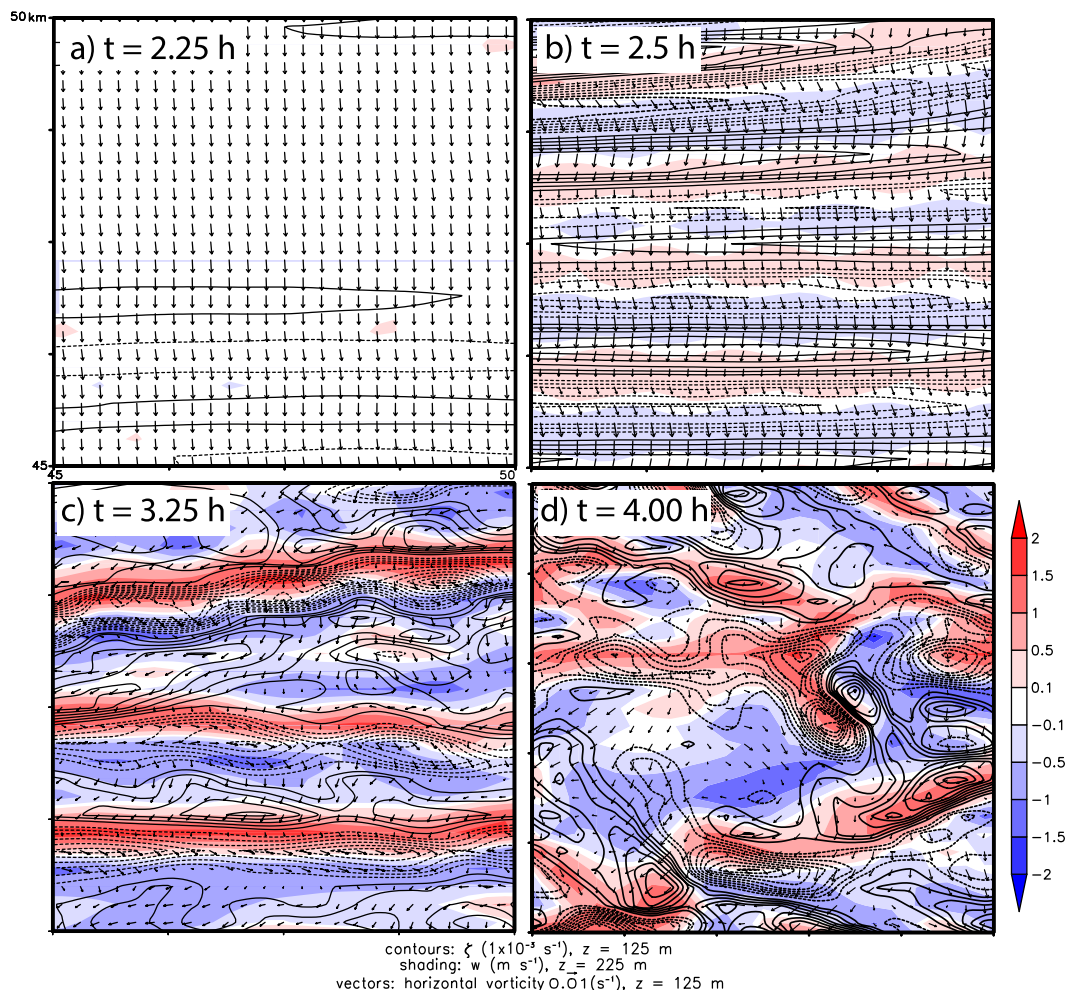 50km
a) t = 2.25 h
b) t = 2.5 h
45
45
50
c) t = 3.25 h
d) t = 4.00 h
2
1.5
1
0.5
0.1
−0.1
−0.5
−1
−1.5
−2
contours: ζ (1x10⁻³ s⁻¹), z = 125 m
shading: w (m s⁻¹), z = 225 m
vectors: horizontal vorticity 0.01(s⁻¹), z = 125 m